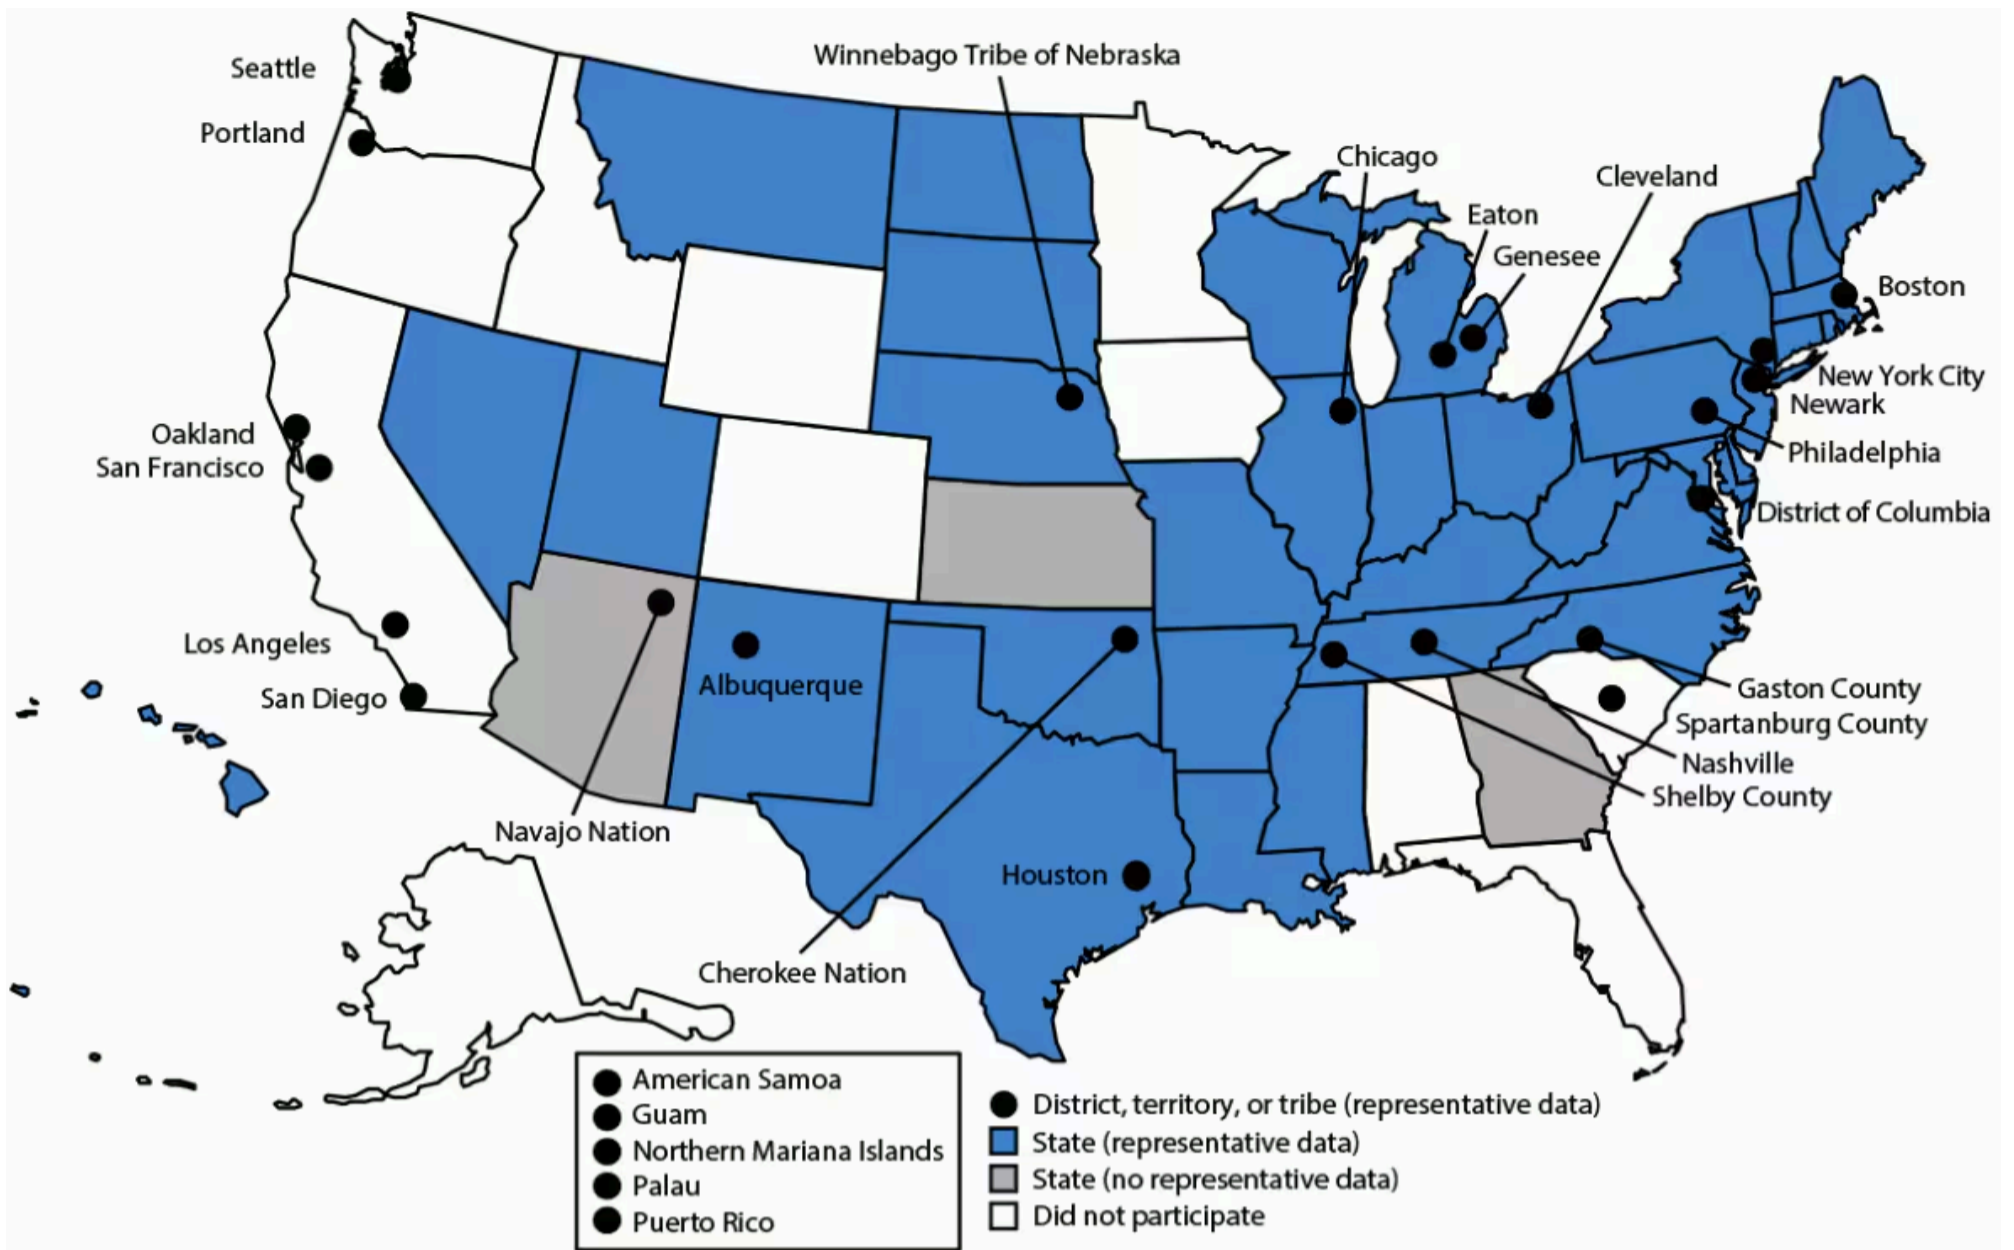 Winnebago Tribe of Nebraska
Seattle
Portland
Chicago
Cleveland
Eaton
Genesee
Boston
New York City
Newark
Oakland
San Francisco
Philadelphia
District of Columbia
Los Angeles
San Diego
Albuquerque
Gaston County
Spartanburg County
Nashville
Shelby County
Navajo Nation
Houston
Cherokee Nation
American Samoa
Guam
Northern Mariana Islands
Palau
Puerto Rico
District, territory, or tribe (representative data)
State (representative data)
State (no representative data)
Did not participate